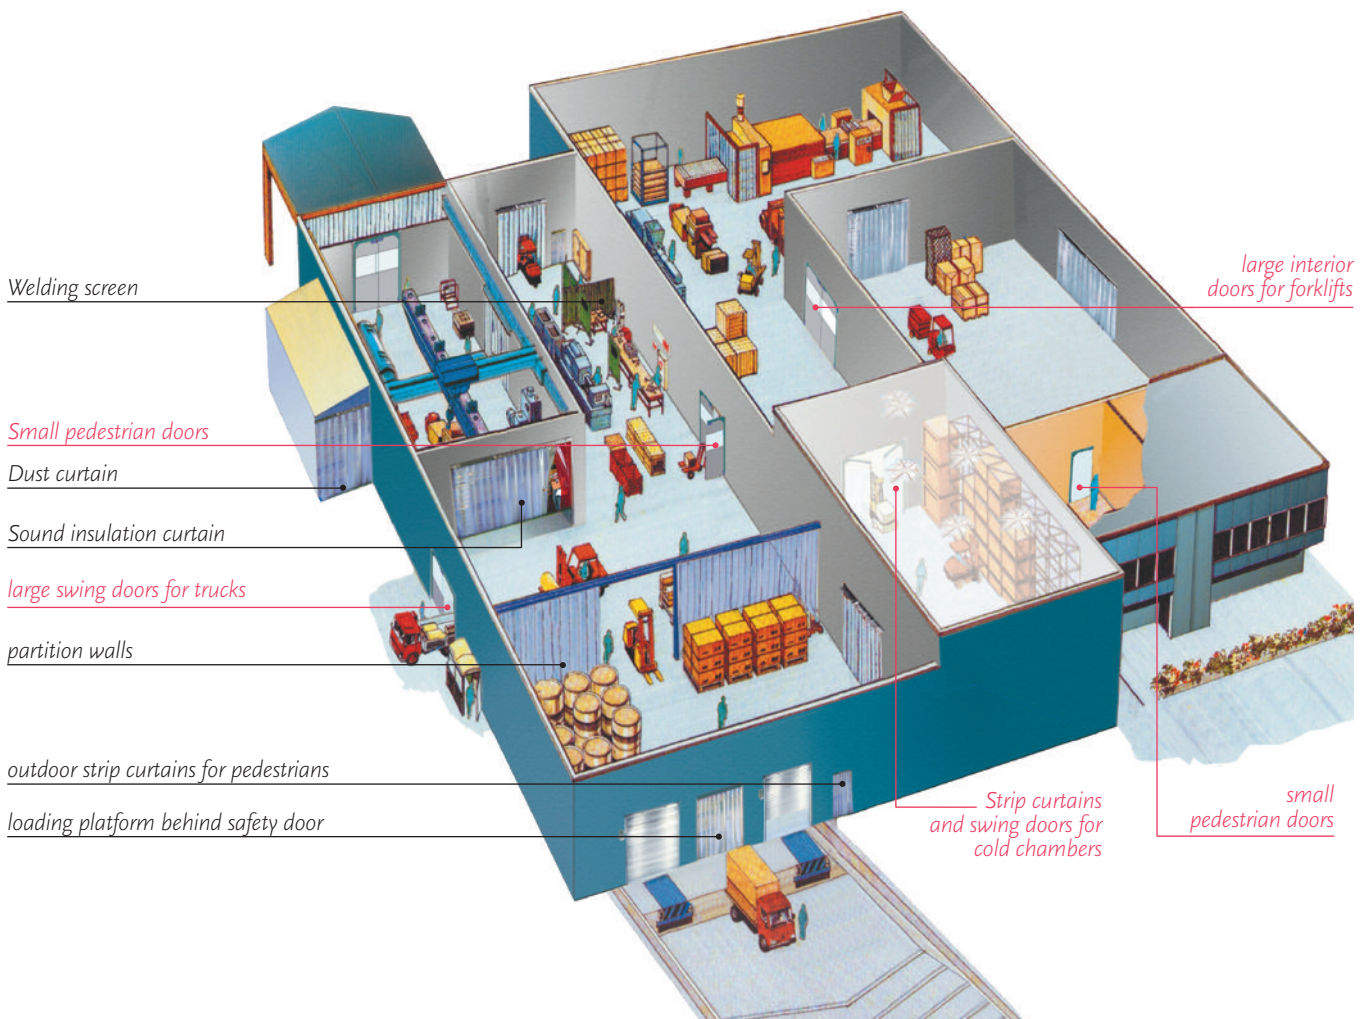 Welding screen
Small pedestrian doors
Dust curtain
Sound insulation curtain
large swing doors for trucks
partition walls
outdoor strip curtains for pedestrians
loading platform behind safety door
large interior
doors for forklifts
Strip curtains
and swing doors for
cold chambers
small
pedestrian doors